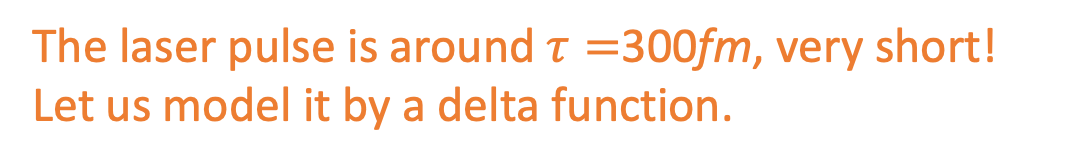 The laser pulse is around τ =300fm, very short!
Let us model it by a delta function.